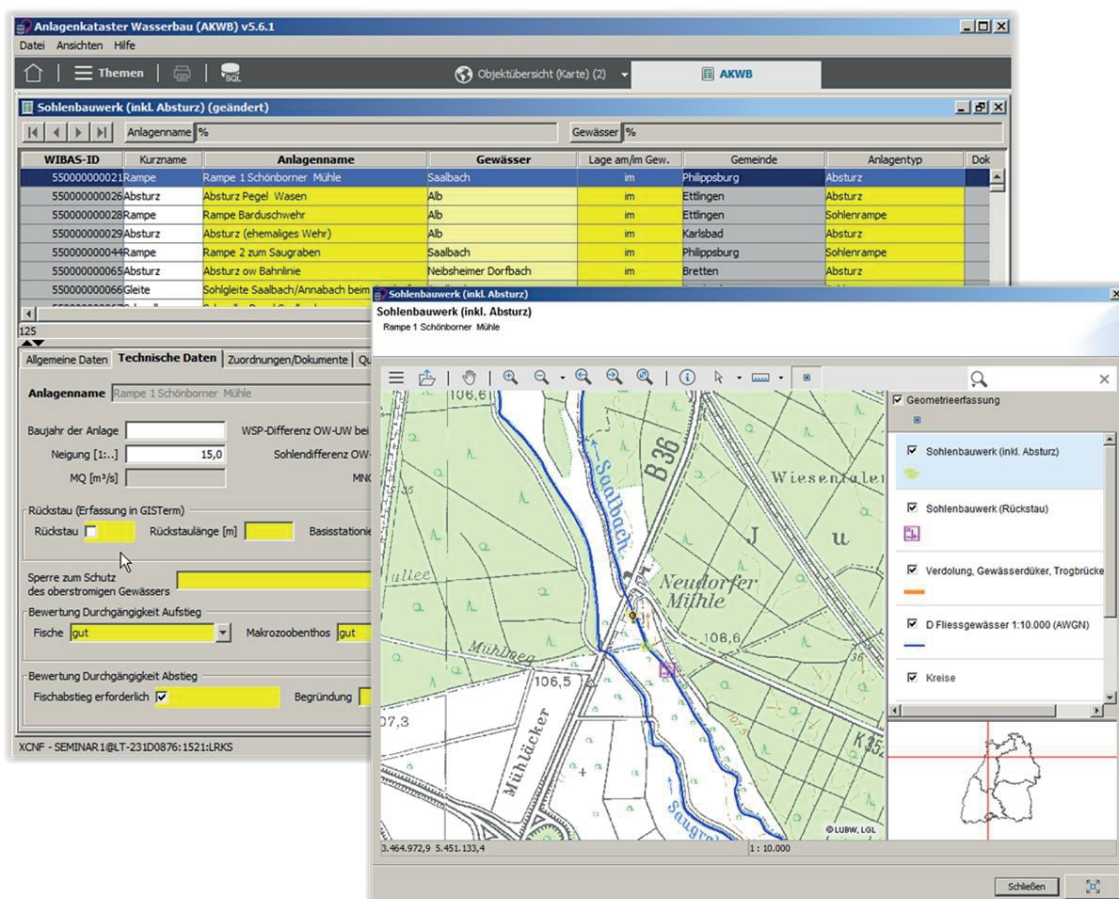 Anlagenkataster Wasserbau (AKWB) v5.6.1
Datei Ansichten Hilfe
Themen
SQL
Objektübersicht (Karte) (2)
AKWB
Sohlenbauwerk (inkl. Absturz) (geändert)
Anlagenname % Gewässer %
WIBAS-ID Kurzname Anlagenname Gewässer Lage am/im Gew. Gemeinde Anlagentyp Dok
550000000021 Rampe Rampe 1 Schönborner Mühle Saalbach im Philippsburg Absturz
550000000026 Absturz Absturz Pegel Wasen Alb im Ettlingen Absturz
550000000028 Rampe Rampe Barduschwehr Alb im Ettlingen Sohlenrampe
550000000029 Absturz Absturz (ehemaliges Wehr) Alb im Karlsbad Absturz
550000000044 Rampe Rampe 2 zum Saugraben Saalbach im Philippsburg Sohlenrampe
550000000065 Absturz Absturz ow Bahnlinie Neibsheimer Dorfbach im Bretten Absturz
550000000066 Gleite Sohlgleite Saalbach/Annabach beim
125
Allgemeine Daten Technische Daten Zuordnungen/Dokumente Qu
Anlagenname Rampe 1 Schönborner Mühle
Baujahr der Anlage WSP-Differenz OW-UW bei
Neigung [1:..] 15,0 Sohlendifferenz OW-
MQ [m³/s] MNQ
Rückstau (Erfassung in GISTerm)
Rückstau Rückstaulänge [m] Basisstationie
Sperre zum Schutz
des oberstromigen Gewässers
Bewertung Durchgängigkeit Aufstieg
Fische gut Makrozoobenthos gut
Bewertung Durchgängigkeit Abstieg
Fischabstieg erforderlich Begründung
XCNF - SEMINAR1@LT-231D0876:1521:LRKS
Sohlenbauwerk (inkl. Absturz)
Sohlenbauwerk (inkl. Absturz)
Rampe 1 Schönborner Mühle
106,6
B 36
Saalbach
Wiesentaler
J u
Neudorfer
Mühle
allee
108,6
Mühlweg
106,5
107,3
107,5
36
K 352
Mühläcker
Saugra
© LUBW, LGL
Geometrieerfassung
Sohlenbauwerk (inkl. Absturz)
Sohlenbauwerk (Rückstau)
Verdolung, Gewässerdüker, Trogbrücke
D Fliessgewässer 1:10.000 (AWGN)
Kreise
3.464.972,9 5.451.133,4
1 : 10.000
Schließen